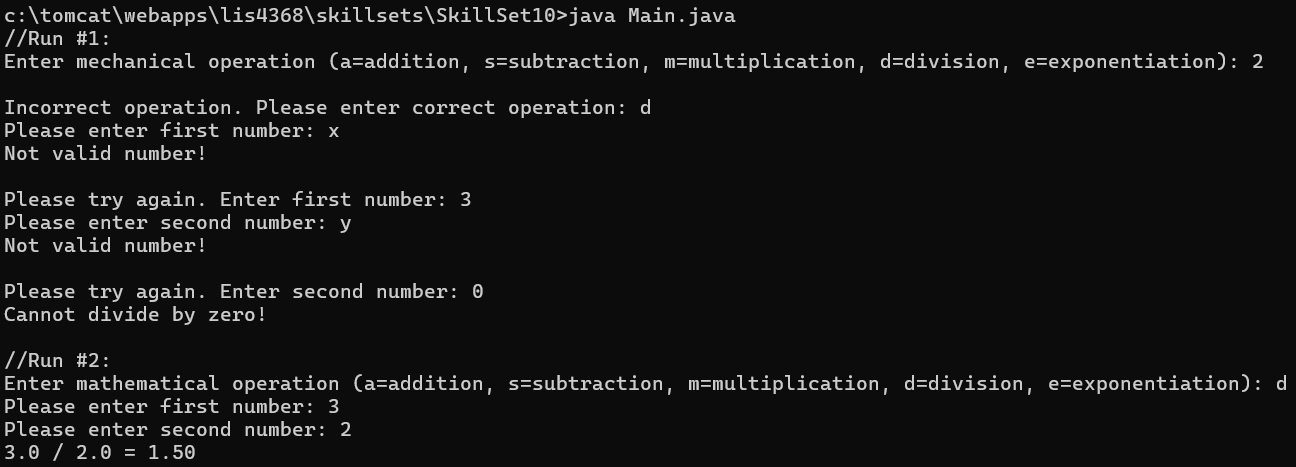 c:\tomcat\webapps\lis4368\skillsets\SkillSet10>java Main.java
//Run #1:
Enter mechanical operation (a=addition, s=subtraction, m=multiplication, d=division, e=exponentiation): 2
Incorrect operation. Please enter correct operation: d
Please enter first number: x
Not valid number!
Please try again. Enter first number: 3
Please enter second number: y
Not valid number!
Please try again. Enter second number: 0
Cannot divide by zero!
//Run #2:
Enter mathematical operation (a=addition, s=subtraction, m=multiplication, d=division, e=exponentiation): d
Please enter first number: 3
Please enter second number: 2
3.0 / 2.0 = 1.50